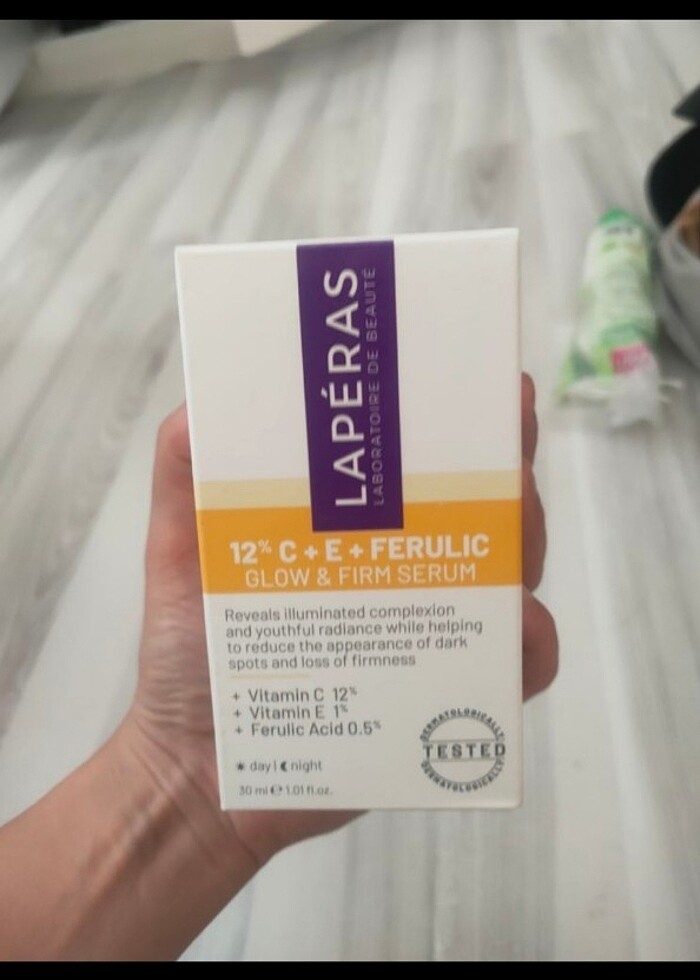 LAPÉRAS
LABORATOIRE DE BEAUTÉ
12% C + E + FERULIC
GLOW & FIRM SERUM
Reveals illuminated complexion
and youthful radiance while helping
to reduce the appearance of dark
spots and loss of firmness
+ Vitamin C 12%
+ Vitamin E 1%
+ Ferulic Acid 0.5%
day | night
30 ml ℮ 1.01 fl.oz.
DERMATOLOGICALLY
TESTED
DERMATOLOGICALLY